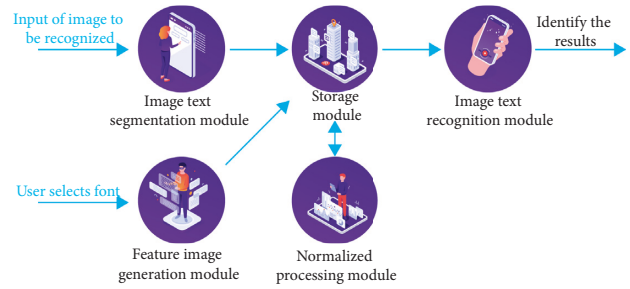 Input of image to
be recognized
Identify the
results
Image text
segmentation module
Storage
module
Image text
recognition module
User selects font
Feature image
generation module
Normalized
processing module